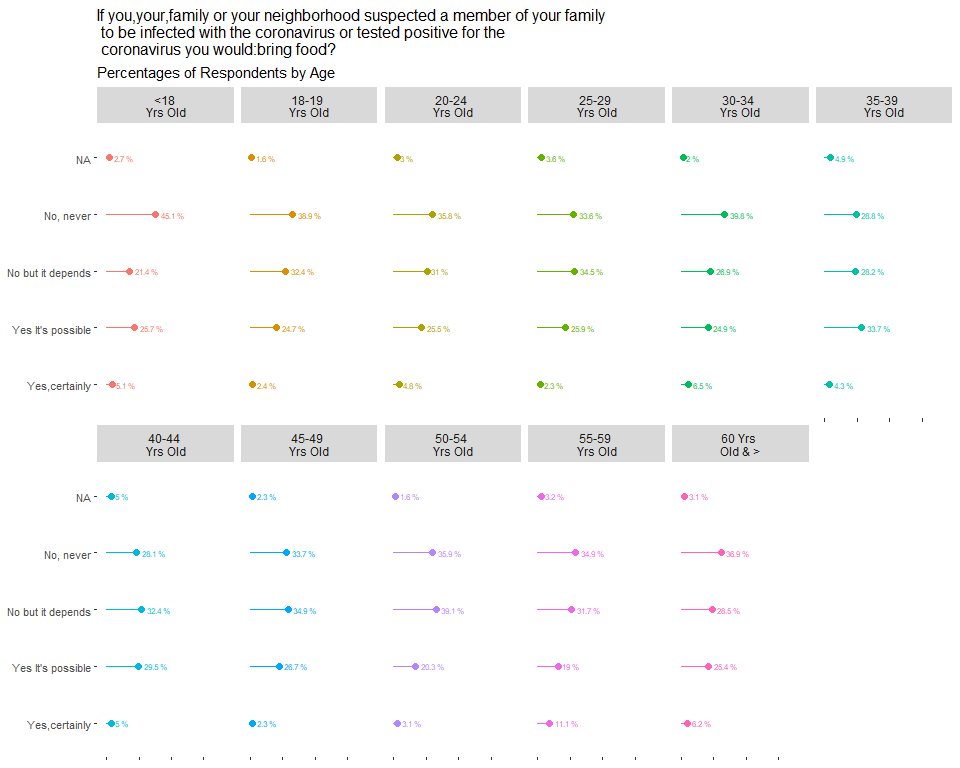 If you,your,family or your neighborhood suspected a member of your family
to be infected with the coronavirus or tested positive for the
coronavirus you would:bring food?
Percentages of Respondents by Age
<18 18-19 20-24 25-29 30-34 35-39
Yrs Old Yrs Old Yrs Old Yrs Old Yrs Old Yrs Old
NA 2.7 % 1.6 % 3 % 3.6 % 2 % 4.9 %
No, never 45.1 % 38.9 % 35.8 % 33.6 % 39.8 % 28.8 %
No but it depends 21.4 % 32.4 % 31 % 34.5 % 26.9 % 28.2 %
Yes It's possible 25.7 % 24.7 % 25.5 % 25.9 % 24.9 % 33.7 %
Yes,certainly 5.1 % 2.4 % 4.8 % 2.3 % 6.5 % 4.3 %
40-44 45-49 50-54 55-59 60 Yrs
Yrs Old Yrs Old Yrs Old Yrs Old Old & >
NA 5 % 2.3 % 1.6 % 3.2 % 3.1 %
No, never 28.1 % 33.7 % 35.9 % 34.9 % 36.9 %
No but it depends 32.4 % 34.9 % 39.1 % 31.7 % 28.5 %
Yes It's possible 29.5 % 26.7 % 20.3 % 19 % 25.4 %
Yes,certainly 5 % 2.3 % 3.1 % 11.1 % 6.2 %